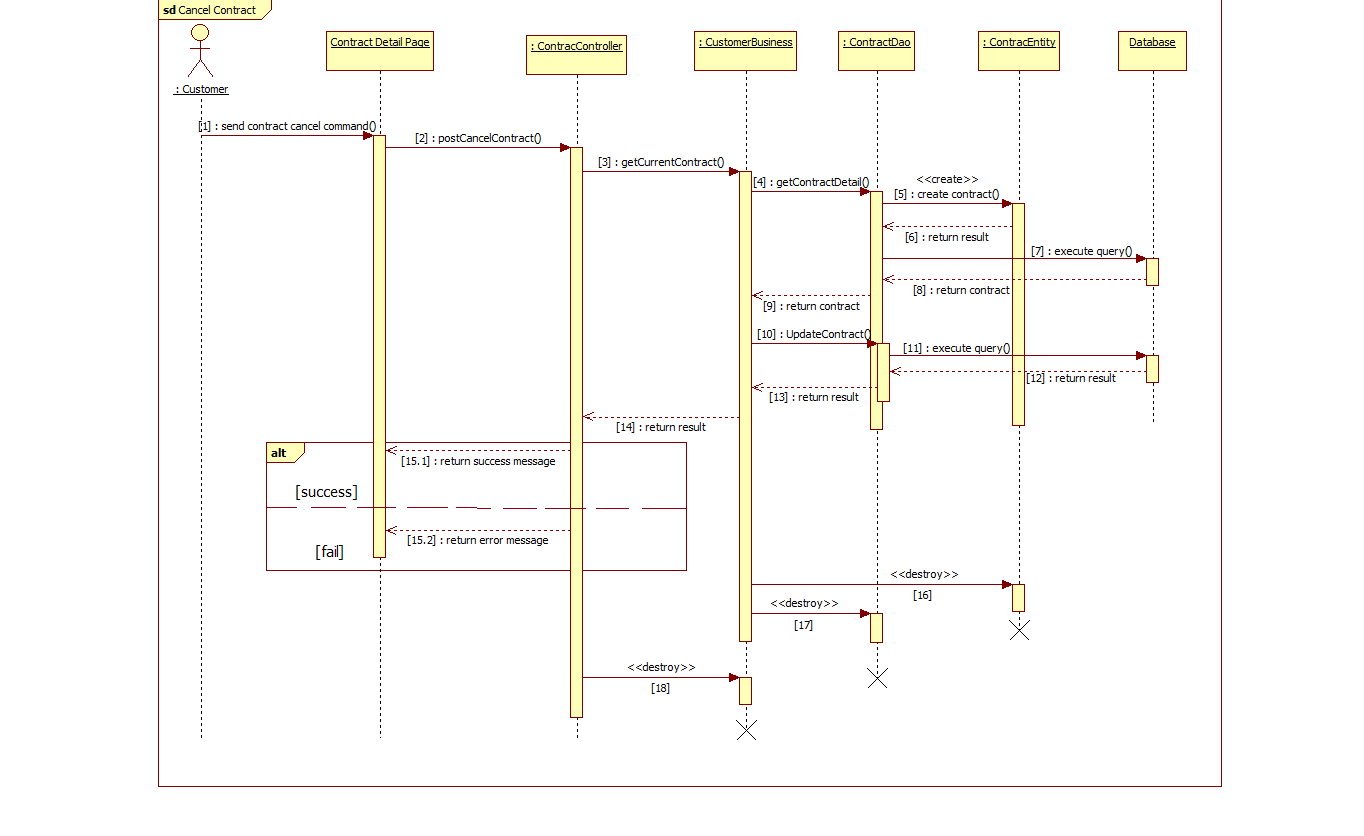 sd Cancel Contract
: Customer
Contract Detail Page
: ContracController
: CustomerBusiness
: ContractDao
: ContracEntity
Database
[1] : send contract cancel command()
[2] : postCancelContract()
[3] : getCurrentContract()
[4] : getContractDetail()
<<create>>
[5] : create contract()
[6] : return result
[7] : execute query()
[8] : return contract
[9] : return contract
[10] : UpdateContract()
[11] : execute query()
[12] : return result
[13] : return result
[14] : return result
alt
[15.1] : return success message
[success]
[15.2] : return error message
[fail]
<<destroy>>
[16]
<<destroy>>
[17]
<<destroy>>
[18]